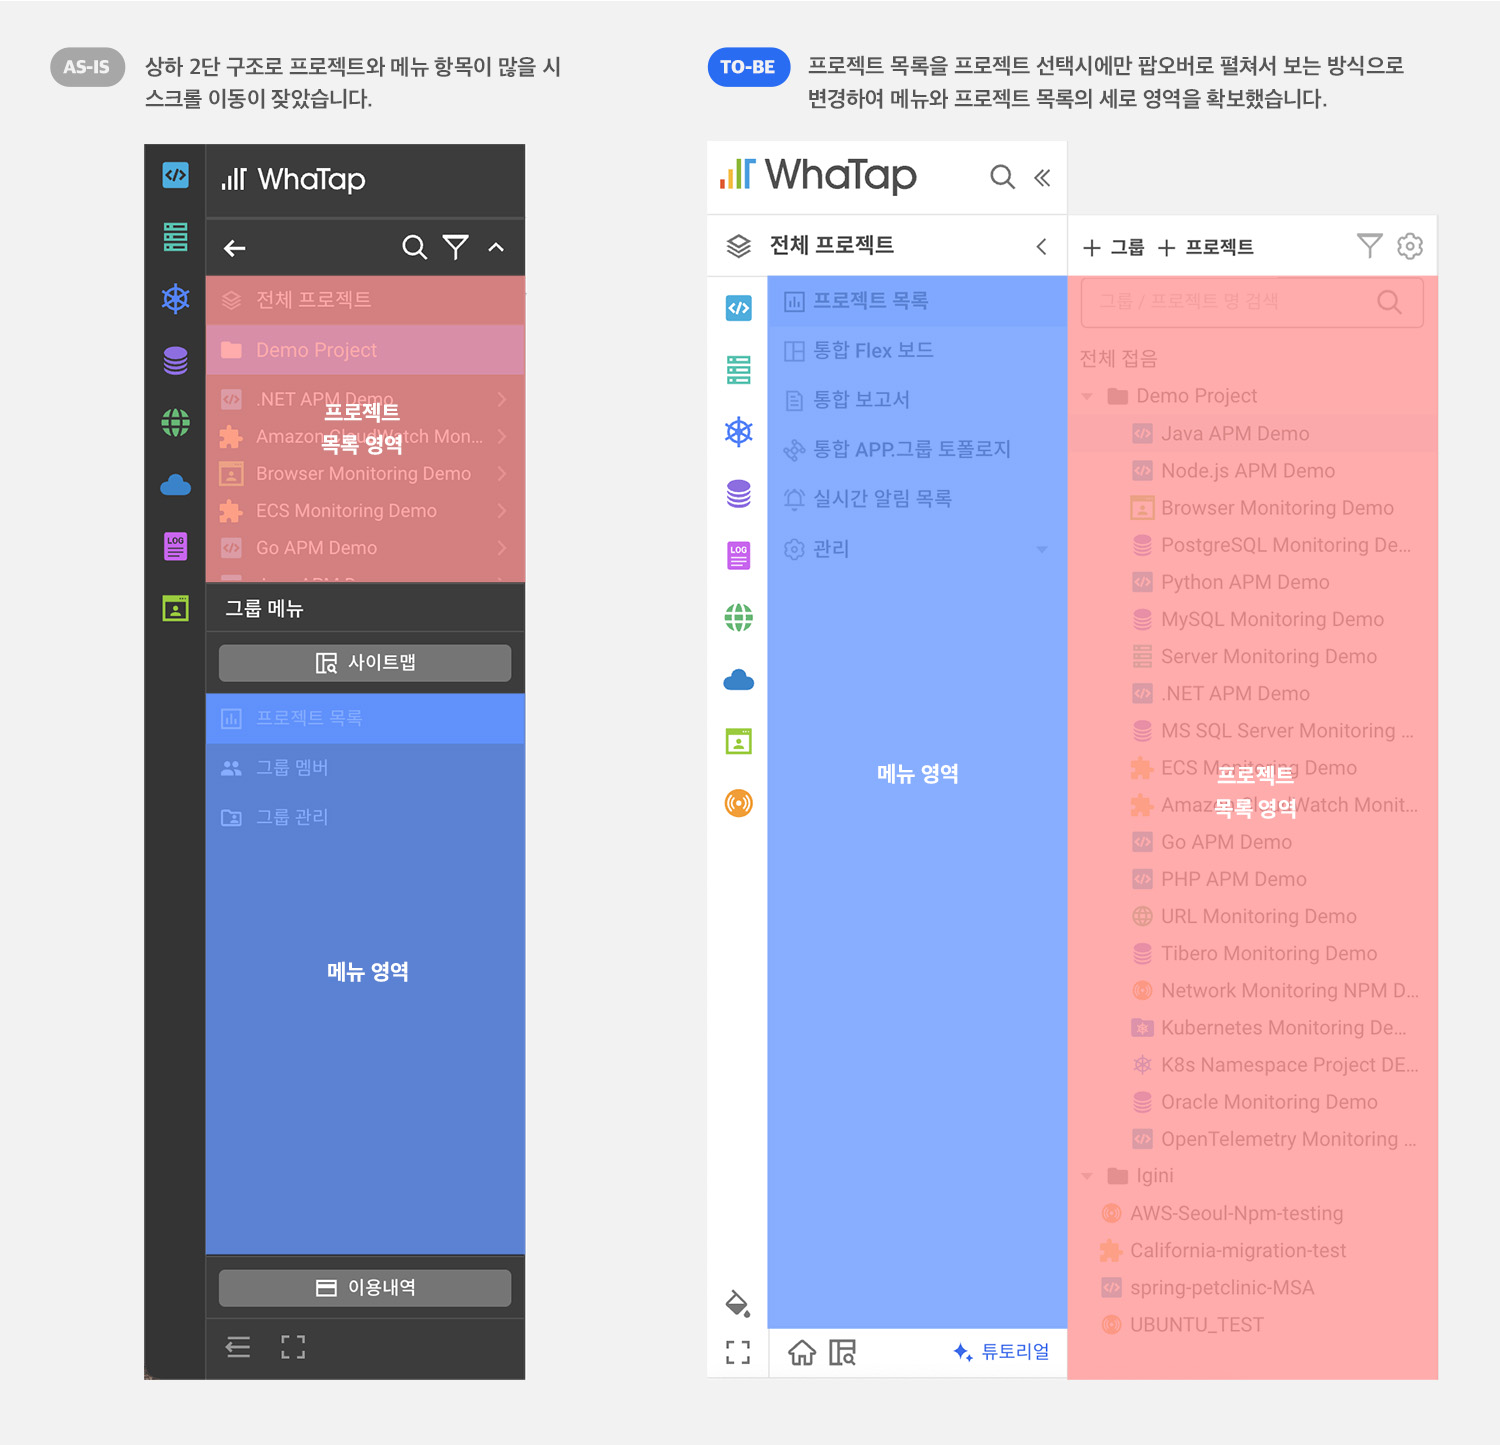 AS-IS
상하 2단 구조로 프로젝트와 메뉴 항목이 많을 시
스크롤 이동이 잦았습니다.
WhaTap
전체 프로젝트
Demo Project
.NET APM Demo
Amazon CloudWatch Mon...
Browser Monitoring Demo
ECS Monitoring Demo
Go APM Demo
프로젝트
목록 영역
LOG
그룹 메뉴
사이트맵
프로젝트 목록
그룹 멤버
그룹 관리
메뉴 영역
이용내역
TO-BE
프로젝트 목록을 프로젝트 선택시에만 팝오버로 펼쳐서 보는 방식으로
변경하여 메뉴와 프로젝트 목록의 세로 영역을 확보했습니다.
WhaTap
전체 프로젝트
프로젝트 목록
통합 Flex 보드
통합 보고서
통합 APP.그룹 토폴로지
실시간 알림 목록
관리
LOG
메뉴 영역
튜토리얼
+ 그룹 + 프로젝트
그룹 / 프로젝트 명 검색
전체 접음
Demo Project
Java APM Demo
Node.js APM Demo
Browser Monitoring Demo
PostgreSQL Monitoring De...
Python APM Demo
MySQL Monitoring Demo
Server Monitoring Demo
.NET APM Demo
MS SQL Server Monitoring ...
ECS Monitoring Demo
Amazon CloudWatch Monit...
프로젝트
목록 영역
Go APM Demo
PHP APM Demo
URL Monitoring Demo
Tibero Monitoring Demo
Network Monitoring NPM D...
Kubernetes Monitoring De...
K8s Namespace Project DE...
Oracle Monitoring Demo
OpenTelemetry Monitoring ...
Igini
AWS-Seoul-Npm-testing
California-migration-test
spring-petclinic-MSA
UBUNTU_TEST